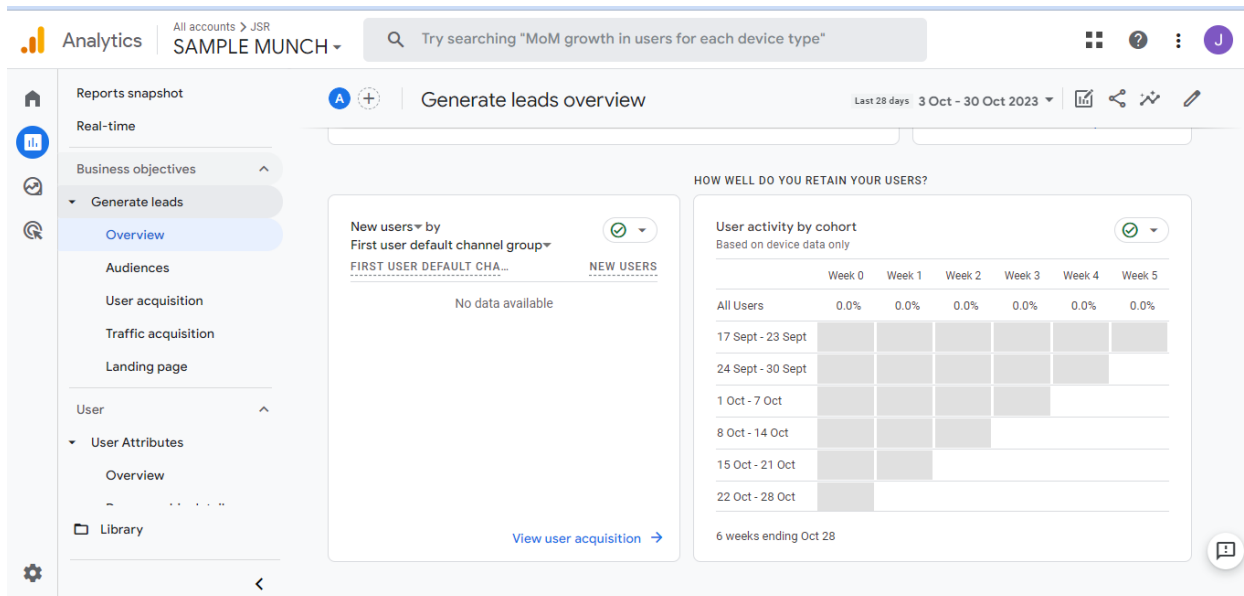 Analytics
All accounts > JSR
SAMPLE MUNCH
Try searching "MoM growth in users for each device type"
J
Reports snapshot
Real-time
Business objectives
Generate leads
Overview
Audiences
User acquisition
Traffic acquisition
Landing page
User
User Attributes
Overview
Library
A
Generate leads overview
Last 28 days 3 Oct - 30 Oct 2023
New users by
First user default channel group
FIRST USER DEFAULT CHA… NEW USERS
No data available
View user acquisition
HOW WELL DO YOU RETAIN YOUR USERS?
User activity by cohort
Based on device data only
Week 0 Week 1 Week 2 Week 3 Week 4 Week 5
All Users 0.0% 0.0% 0.0% 0.0% 0.0% 0.0%
17 Sept - 23 Sept
24 Sept - 30 Sept
1 Oct - 7 Oct
8 Oct - 14 Oct
15 Oct - 21 Oct
22 Oct - 28 Oct
6 weeks ending Oct 28